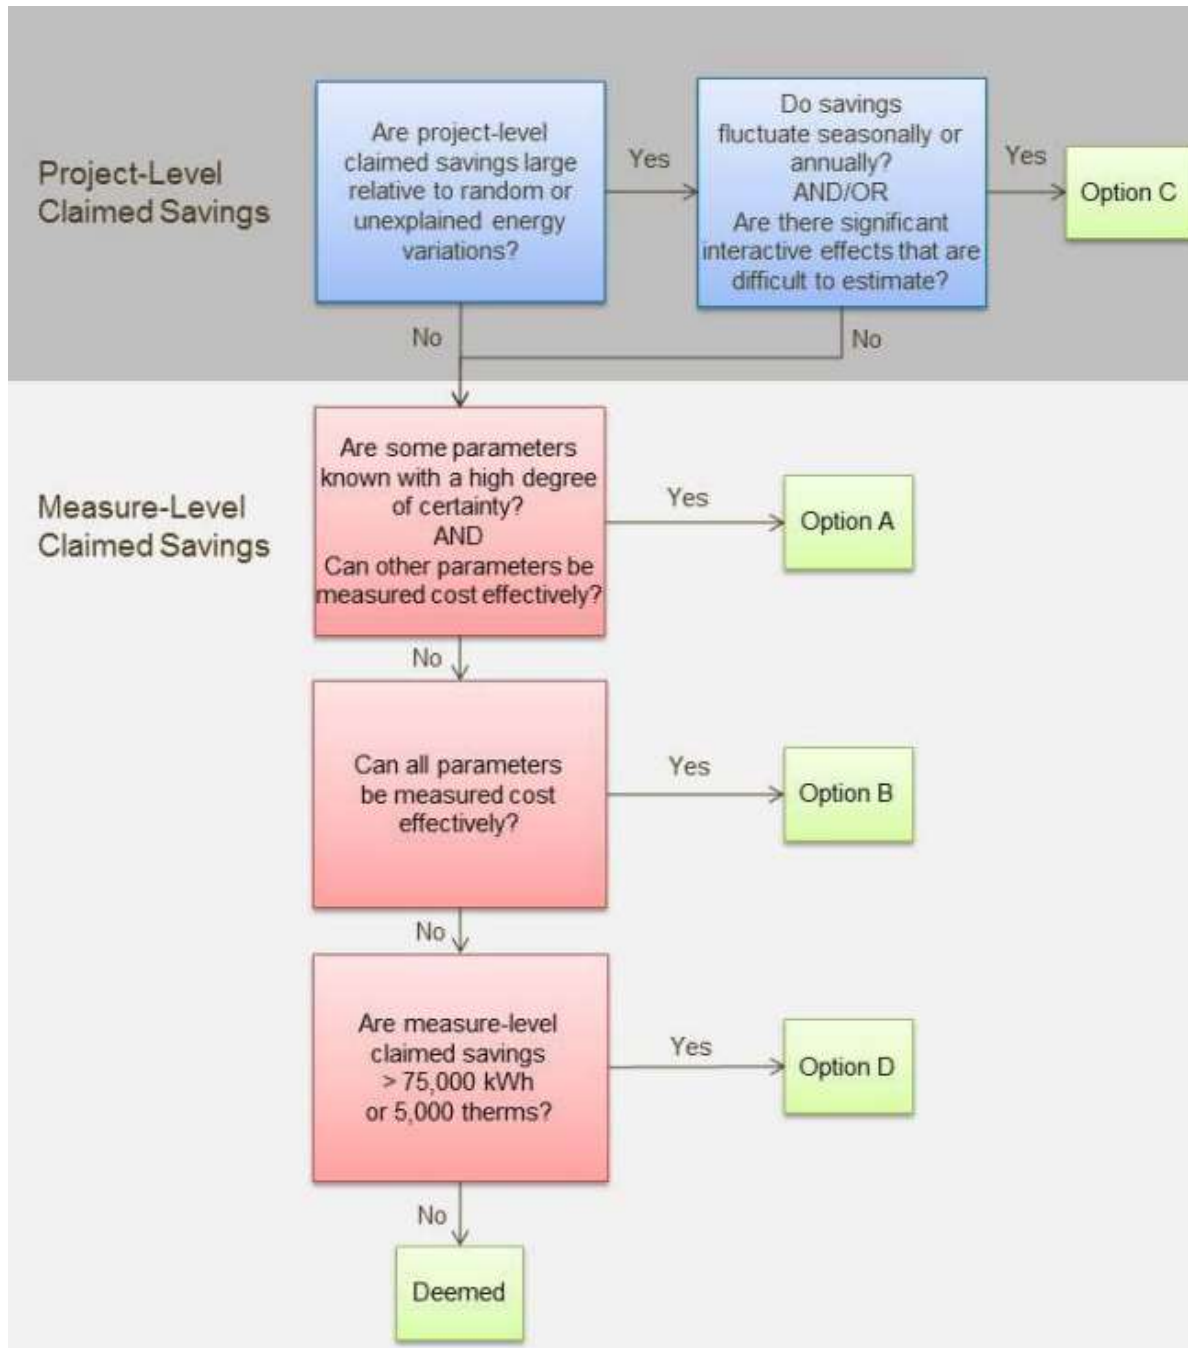 Project-Level
Claimed Savings
Are project-level
claimed savings large
relative to random or
unexplained energy
variations?
Yes
Do savings
fluctuate seasonally or
annually?
AND/OR
Are there significant
interactive effects that are
difficult to estimate?
Yes
Option C
No
No
Measure-Level
Claimed Savings
Are some parameters
known with a high degree
of certainty?
AND
Can other parameters be
measured cost effectively?
Yes
Option A
No
Can all parameters
be measured cost
effectively?
Yes
Option B
No
Are measure-level
claimed savings
> 75,000 kWh
or 5,000 therms?
Yes
Option D
No
Deemed